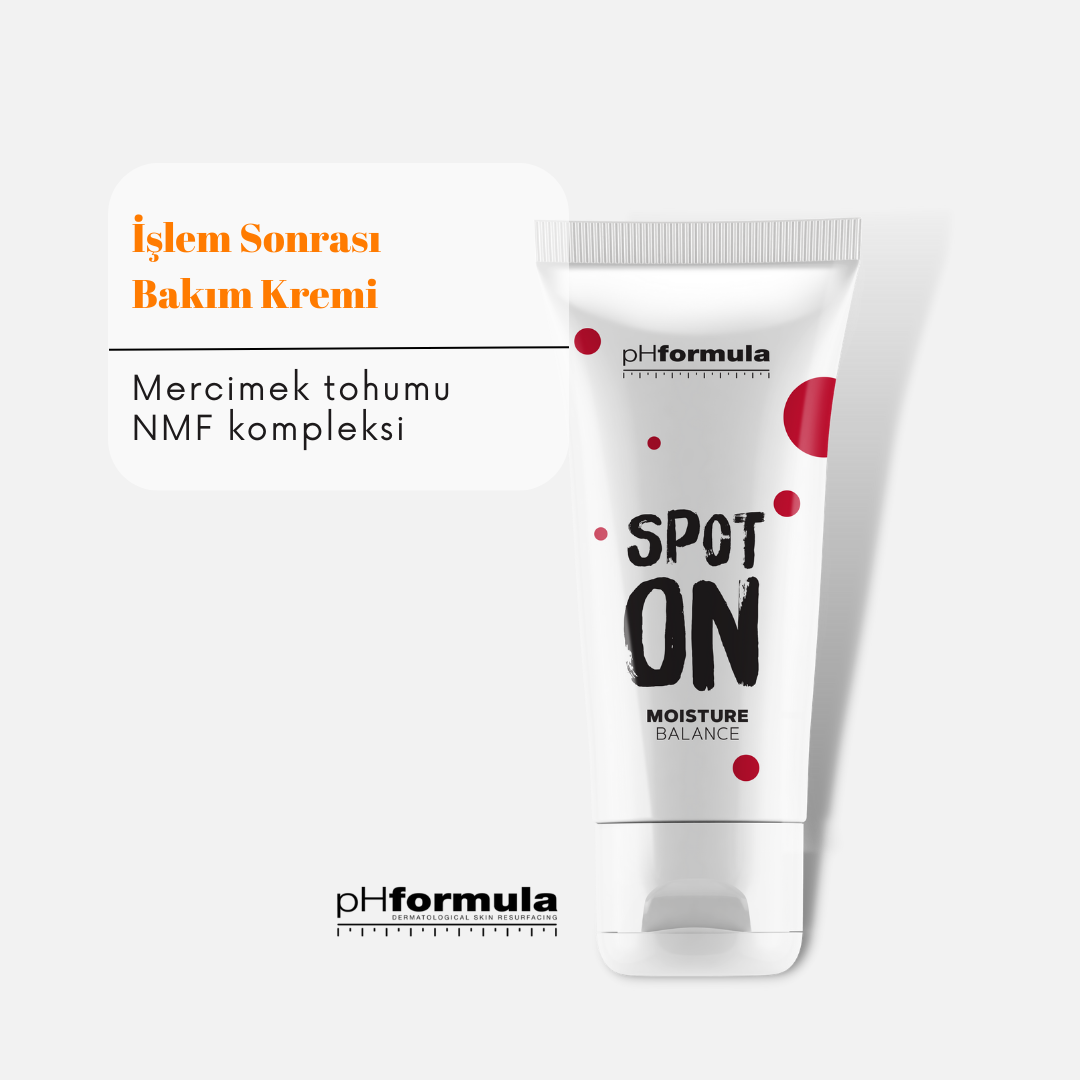 İşlem Sonrası
Bakım Kremi
Mercimek tohumu
NMF kompleksi
pHformula
SPOT
ON
MOISTURE
BALANCE
pHformula
DERMATOLOGICAL SKIN RESURFACING